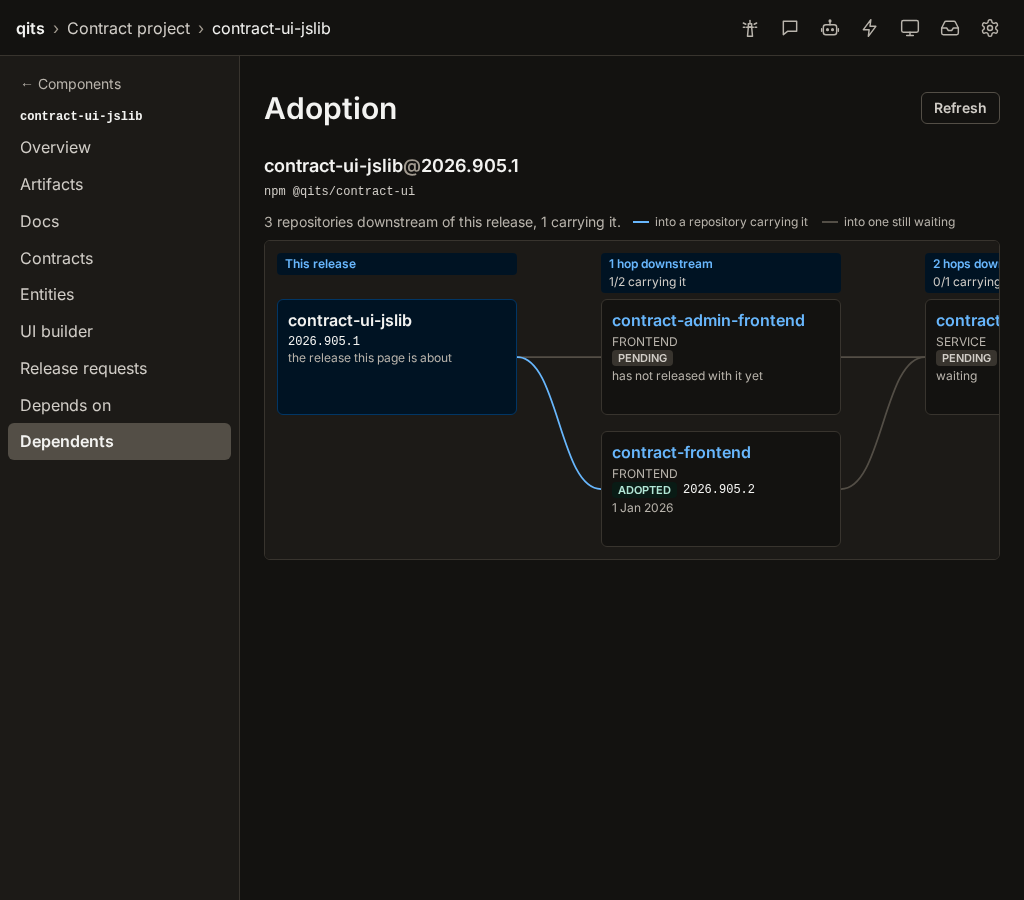 qits › Contract project › contract-ui-jslib
← Components
contract-ui-jslib
Overview
Artifacts
Docs
Contracts
Entities
UI builder
Release requests
Depends on
Dependents
Adoption
Refresh
contract-ui-jslib@2026.905.1
npm @qits/contract-ui
3 repositories downstream of this release, 1 carrying it.
into a repository carrying it
into one still waiting
This release
contract-ui-jslib
2026.905.1
the release this page is about
1 hop downstream
1/2 carrying it
contract-admin-frontend
FRONTEND
PENDING
has not released with it yet
contract-frontend
FRONTEND
ADOPTED 2026.905.2
1 Jan 2026
2 hops dow
0/1 carrying
contract
SERVICE
PENDING
waiting